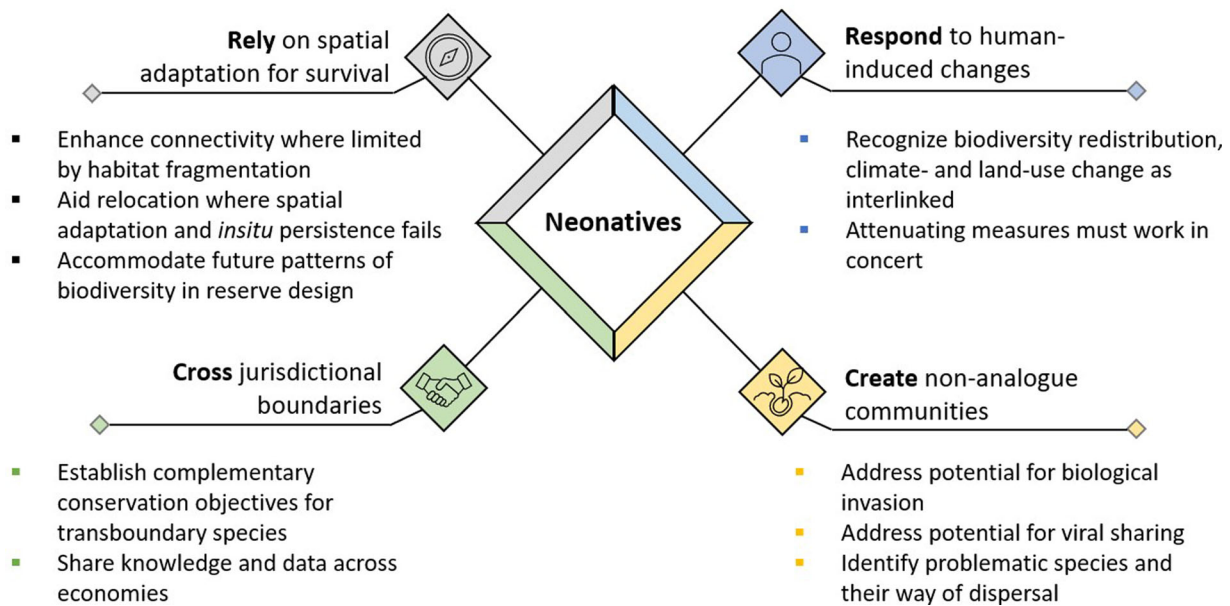 Rely on spatial
adaptation for survival
▪ Enhance connectivity where limited
by habitat fragmentation
▪ Aid relocation where spatial
adaptation and insitu persistence fails
▪ Accommodate future patterns of
biodiversity in reserve design
Respond to human-
induced changes
▪ Recognize biodiversity redistribution,
climate- and land-use change as
interlinked
▪ Attenuating measures must work in
concert
Neonatives
Cross jurisdictional
boundaries
▪ Establish complementary
conservation objectives for
transboundary species
▪ Share knowledge and data across
economies
Create non-analogue
communities
▪ Address potential for biological
invasion
▪ Address potential for viral sharing
▪ Identify problematic species and
their way of dispersal